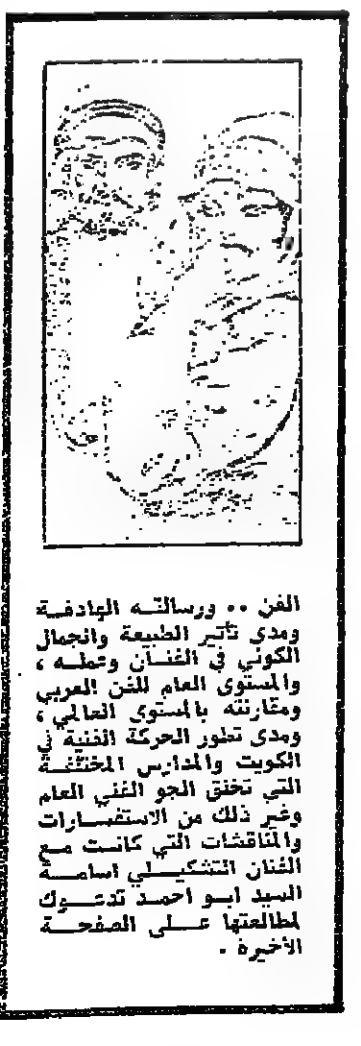 الفن .. ورسالته الهادفة
ومدى تأثير الطبيعة والجمال
الكوني في الفنان وعمله ،
والمستوى العام للفن العربي
ومقارنته بالمستوى العالمي ،
ومدى تطور الحركة الفنية في
الكويت والمدارس المختلفة
التي تخنق الجو الفني العام
وغير ذلك من الاستفسارات
والمناقشات التي كانت مع
الفنان التشكيلي اسامة
السيد ابو احمد تدعوك
لمطالعتها على الصفحة
الأخيرة .